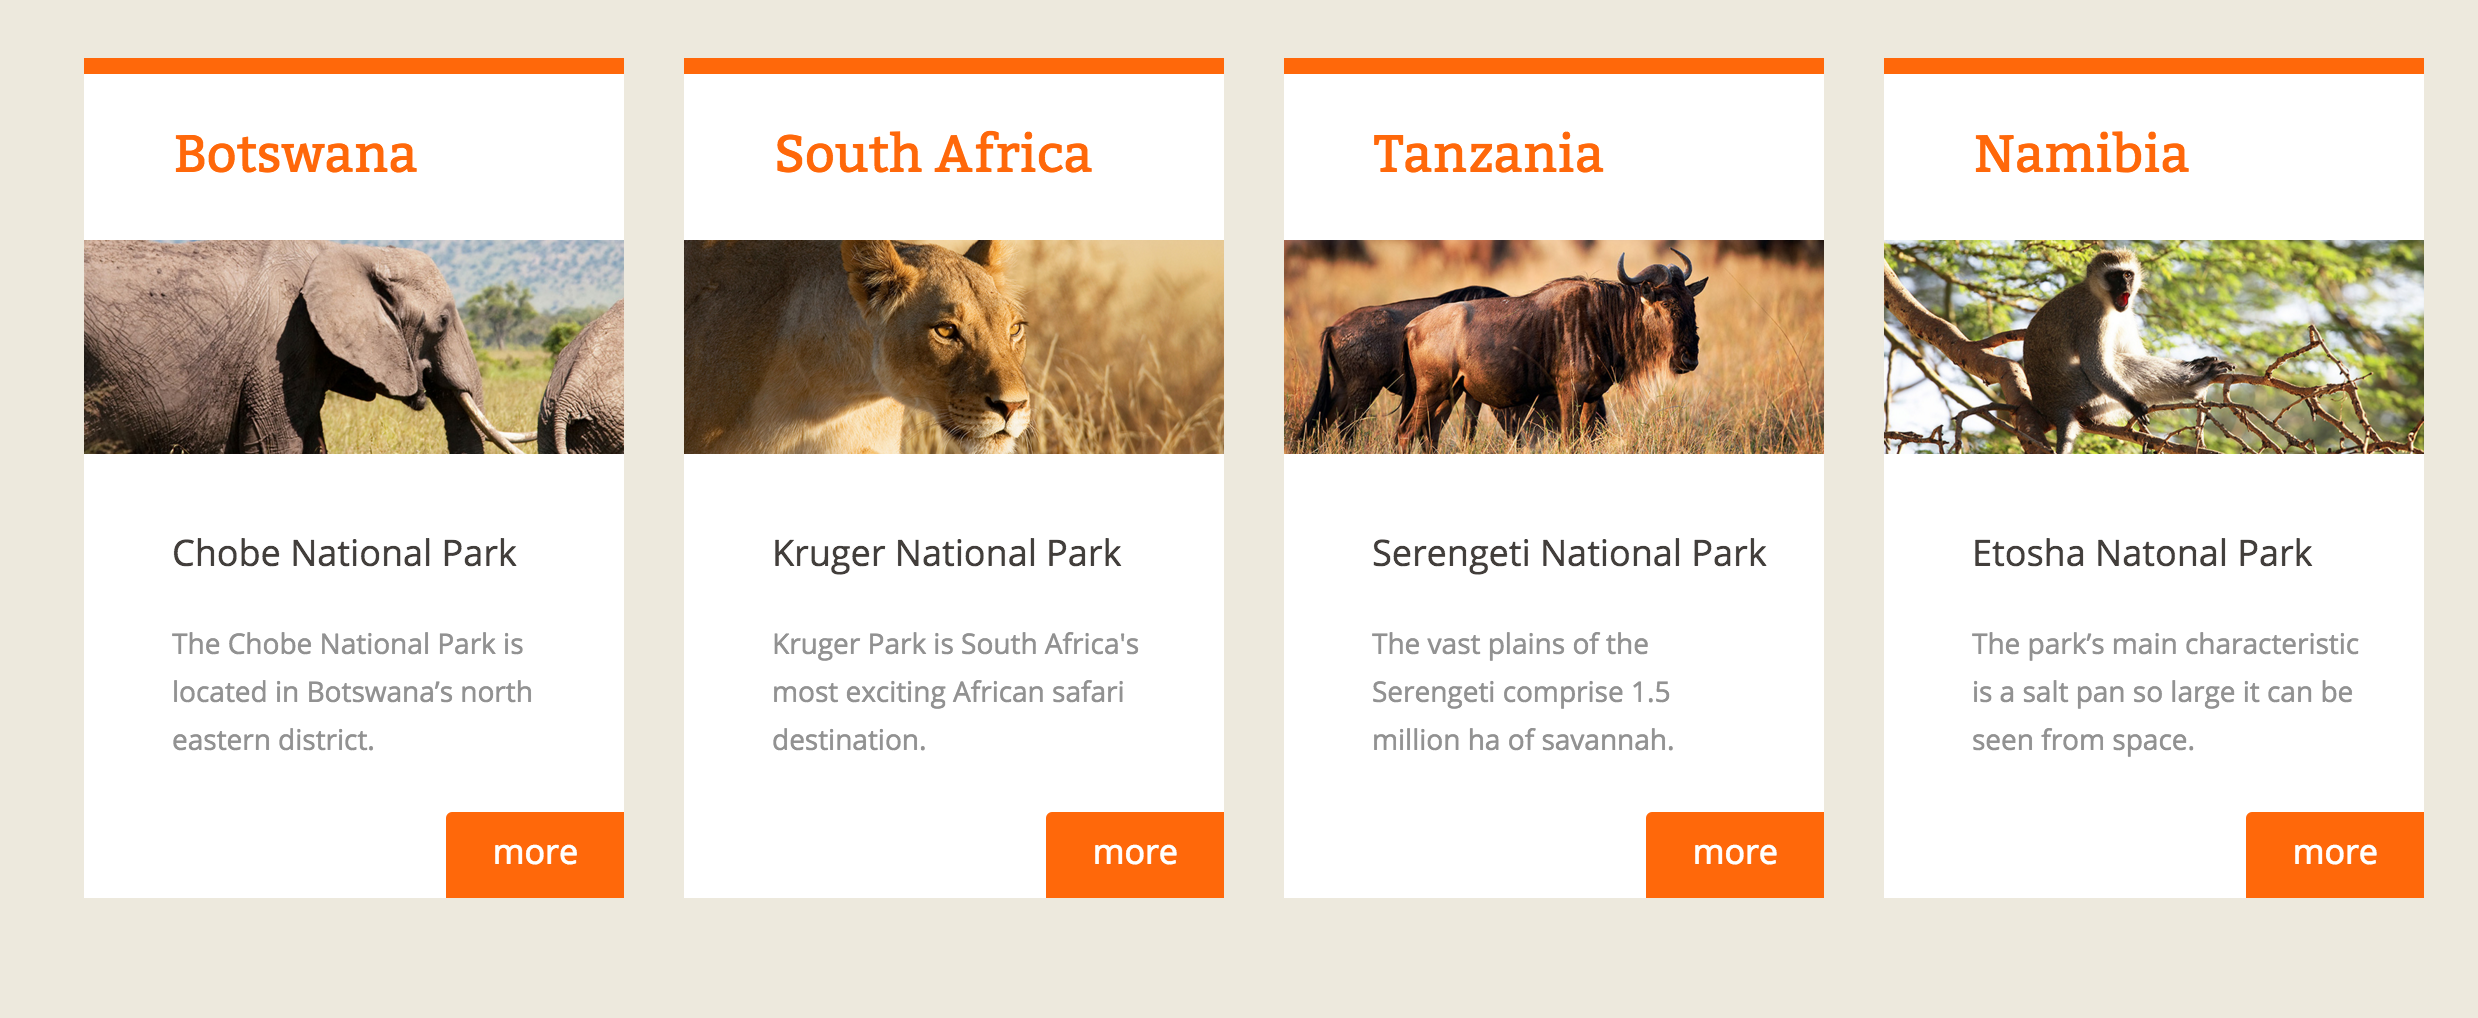 Botswana
Chobe National Park
The Chobe National Park is
located in Botswana’s north
eastern district.
more
South Africa
Kruger National Park
Kruger Park is South Africa's
most exciting African safari
destination.
more
Tanzania
Serengeti National Park
The vast plains of the
Serengeti comprise 1.5
million ha of savannah.
more
Namibia
Etosha Natonal Park
The park’s main characteristic
is a salt pan so large it can be
seen from space.
more